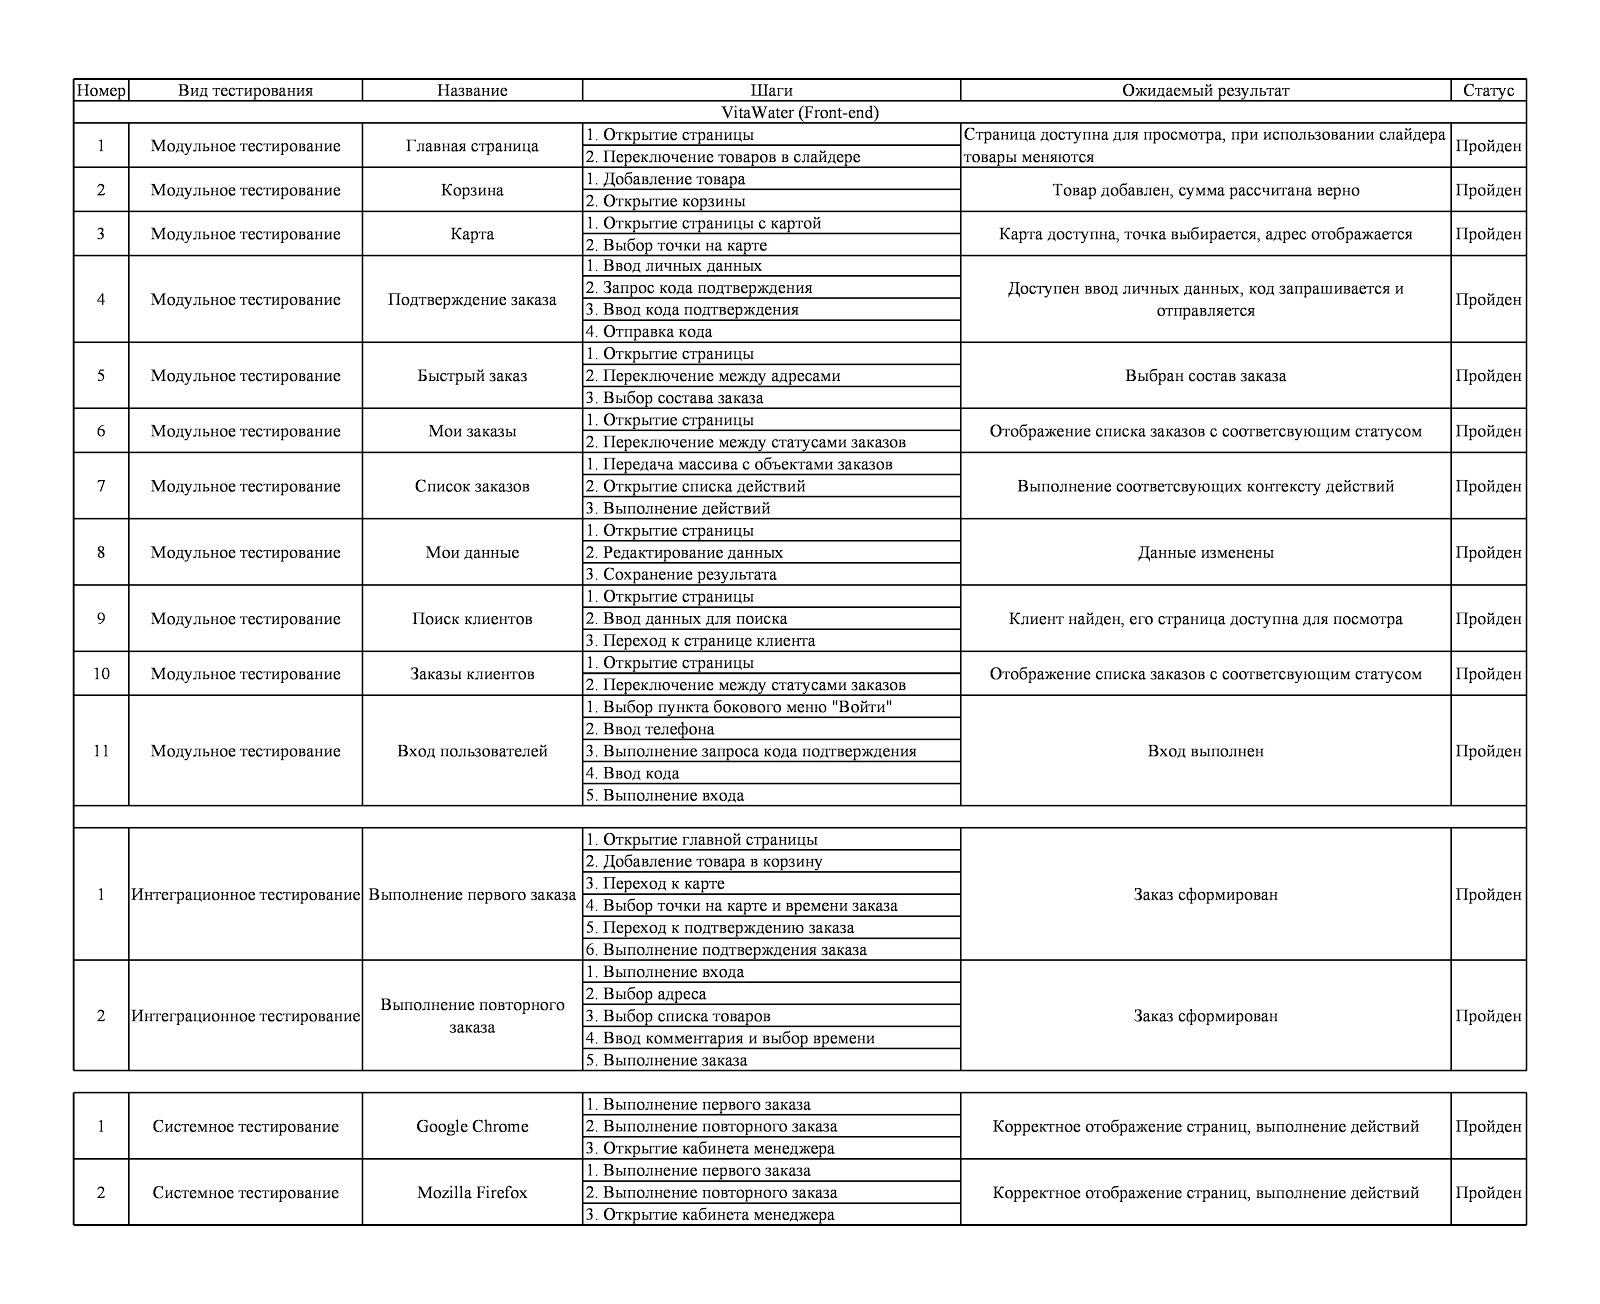 Номер Вид тестирования Название Шаги Ожидаемый результат Статус
VitaWater (Front-end)
1 Модульное тестирование Главная страница 1. Открытие страницы Страница доступна для просмотра, при использовании слайдера Пройден
2. Переключение товаров в слайдере товары меняются
2 Модульное тестирование Корзина 1. Добавление товара Товар добавлен, сумма рассчитана верно Пройден
2. Открытие корзины
3 Модульное тестирование Карта 1. Открытие страницы с картой Карта доступна, точка выбирается, адрес отображается Пройден
2. Выбор точки на карте
4 Модульное тестирование Подтверждение заказа 1. Ввод личных данных Доступен ввод личных данных, код запрашивается и Пройден
2. Запрос кода подтверждения отправляется
3. Ввод кода подтверждения
4. Отправка кода
5 Модульное тестирование Быстрый заказ 1. Открытие страницы Выбран состав заказа Пройден
2. Переключение между адресами
3. Выбор состава заказа
6 Модульное тестирование Мои заказы 1. Открытие страницы Отображение списка заказов с соответсвующим статусом Пройден
2. Переключение между статусами заказов
7 Модульное тестирование Список заказов 1. Передача массива с объектами заказов Выполнение соответсвующих контексту действий Пройден
2. Открытие списка действий
3. Выполнение действий
8 Модульное тестирование Мои данные 1. Открытие страницы Данные изменены Пройден
2. Редактирование данных
3. Сохранение результата
9 Модульное тестирование Поиск клиентов 1. Открытие страницы Клиент найден, его страница доступна для посмотра Пройден
2. Ввод данных для поиска
3. Переход к странице клиента
10 Модульное тестирование Заказы клиентов 1. Открытие страницы Отображение списка заказов с соответсвующим статусом Пройден
2. Переключение между статусами заказов
11 Модульное тестирование Вход пользователей 1. Выбор пункта бокового меню "Войти" Вход выполнен Пройден
2. Ввод телефона
3. Выполнение запроса кода подтверждения
4. Ввод кода
5. Выполнение входа
1 Интеграционное тестирование Выполнение первого заказа 1. Открытие главной страницы Заказ сформирован Пройден
2. Добавление товара в корзину
3. Переход к карте
4. Выбор точки на карте и времени заказа
5. Переход к подтверждению заказа
6. Выполнение подтверждения заказа
2 Интеграционное тестирование Выполнение повторного 1. Выполнение входа Заказ сформирован Пройден
заказа 2. Выбор адреса
3. Выбор списка товаров
4. Ввод комментария и выбор времени
5. Выполнение заказа
1 Системное тестирование Google Chrome 1. Выполнение первого заказа Корректное отображение страниц, выполнение действий Пройден
2. Выполнение повторного заказа
3. Открытие кабинета менеджера
2 Системное тестирование Mozilla Firefox 1. Выполнение первого заказа Корректное отображение страниц, выполнение действий Пройден
2. Выполнение повторного заказа
3. Открытие кабинета менеджера